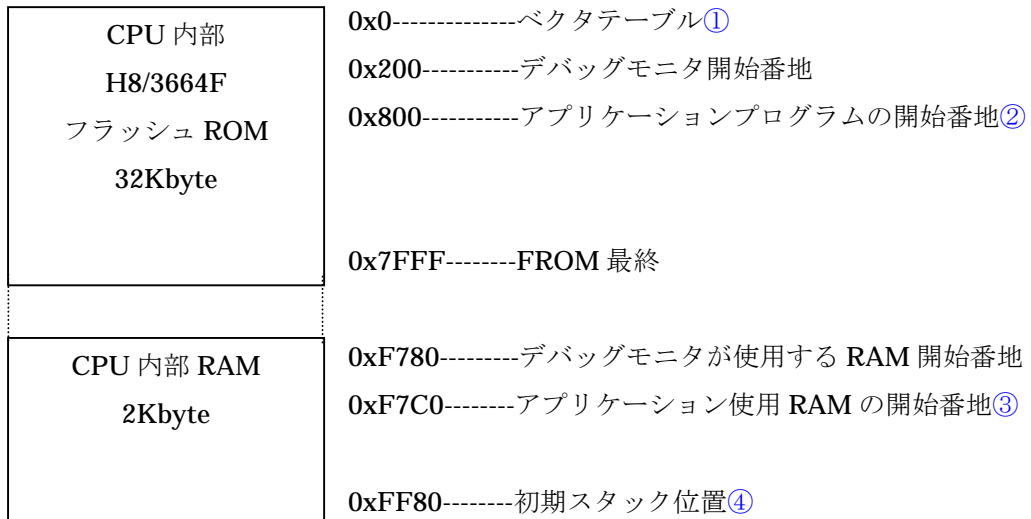 CPU 内部
H8/3664F
フラッシュ ROM
32Kbyte
0x0--------------ベクタテーブル①
0x200-----------デバッグモニタ開始番地
0x800-----------アプリケーションプログラムの開始番地②
0x7FFF--------FROM 最終
CPU 内部 RAM
2Kbyte
0xF780---------デバッグモニタが使用する RAM 開始番地
0xF7C0--------アプリケーション使用 RAM の開始番地③
0xFF80--------初期スタック位置④